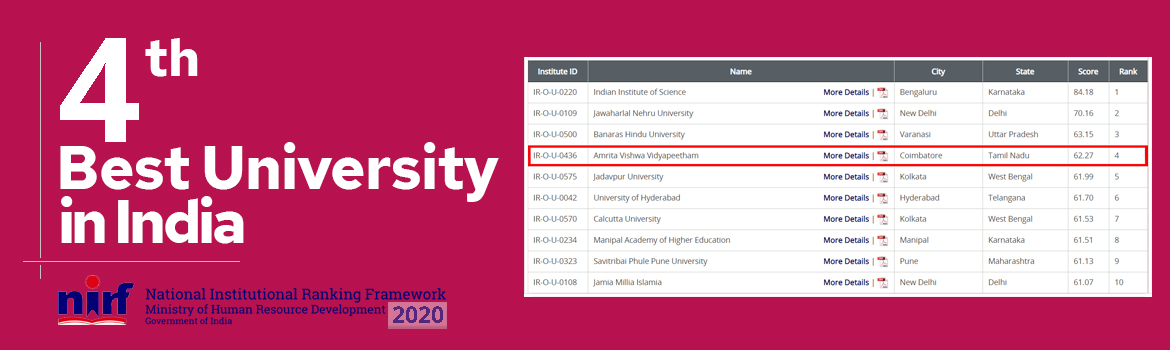 4th
Best University
in India
nirf
National Institutional Ranking Framework
Ministry of Human Resource Development
Government of India
2020
Institute ID Name City State Score Rank
IR-O-U-0220 Indian Institute of Science More Details | Bengaluru Karnataka 84.18 1
IR-O-U-0109 Jawaharlal Nehru University More Details | New Delhi Delhi 70.16 2
IR-O-U-0500 Banaras Hindu University More Details | Varanasi Uttar Pradesh 63.15 3
IR-O-U-0436 Amrita Vishwa Vidyapeetham More Details | Coimbatore Tamil Nadu 62.27 4
IR-O-U-0575 Jadavpur University More Details | Kolkata West Bengal 61.99 5
IR-O-U-0042 University of Hyderabad More Details | Hyderabad Telangana 61.70 6
IR-O-U-0570 Calcutta University More Details | Kolkata West Bengal 61.53 7
IR-O-U-0234 Manipal Academy of Higher Education More Details | Manipal Karnataka 61.51 8
IR-O-U-0323 Savitribai Phule Pune University More Details | Pune Maharashtra 61.13 9
IR-O-U-0108 Jamia Millia Islamia More Details | New Delhi Delhi 61.07 10